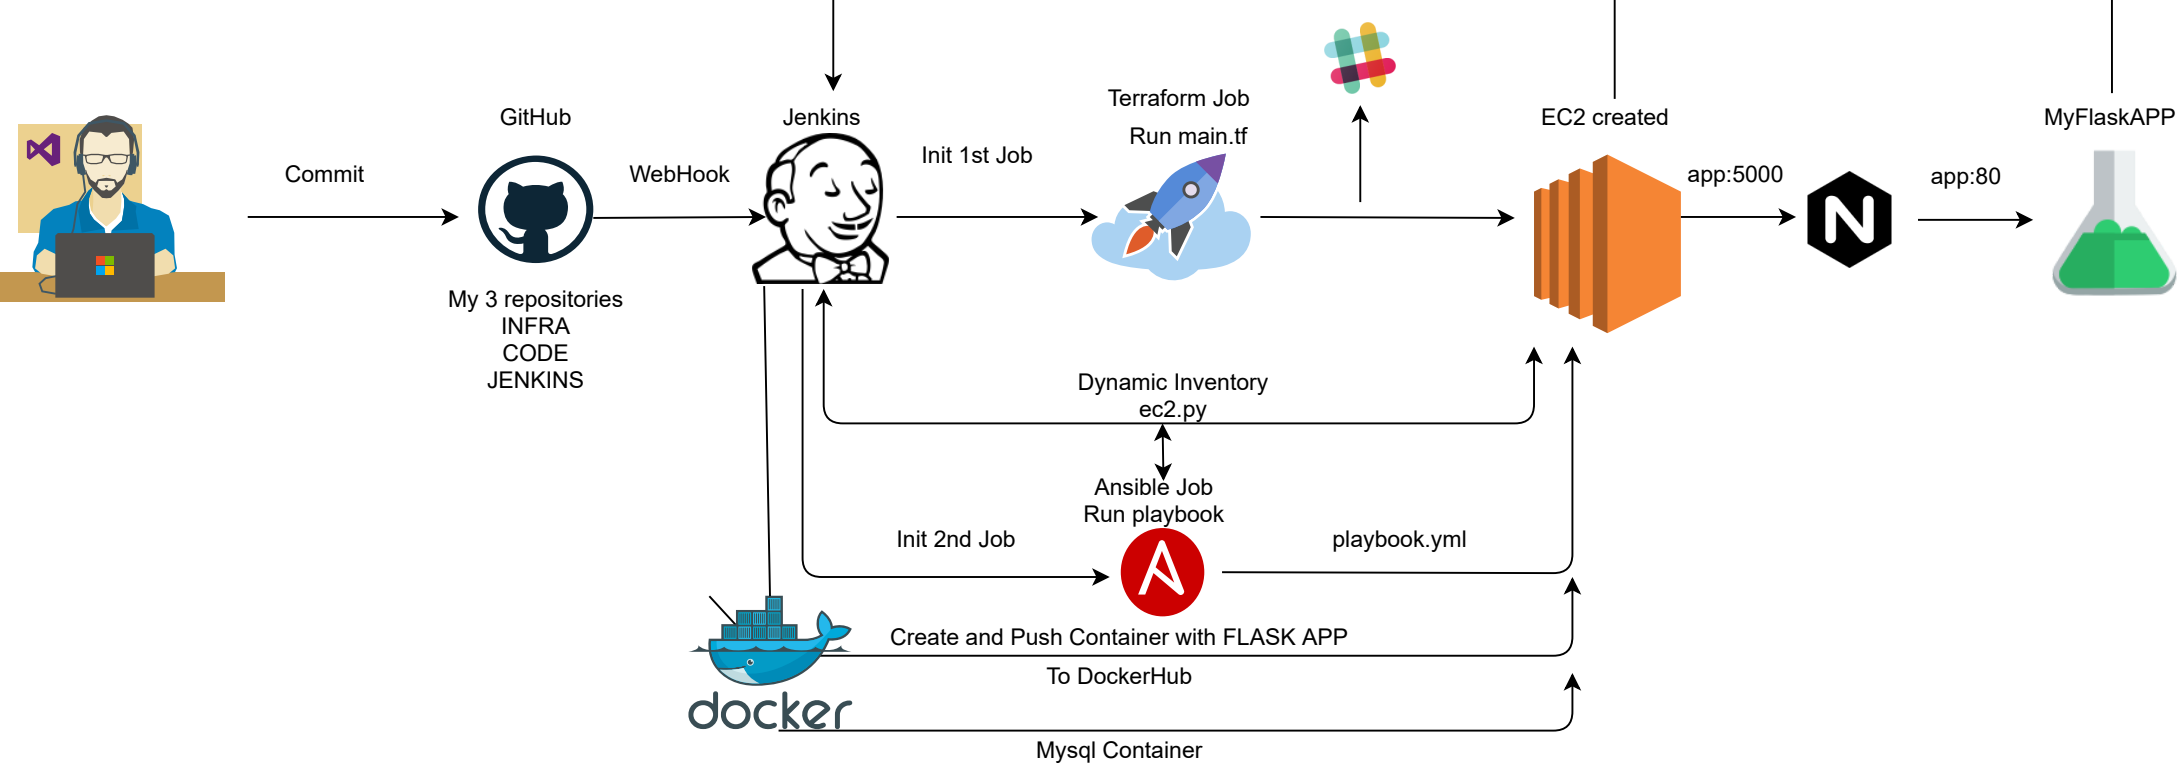 GitHub
Jenkins
Terraform Job
Run main.tf
EC2 created
MyFlaskAPP
Commit
WebHook
Init 1st Job
app:5000
app:80
N
My 3 repositories
INFRA
CODE
JENKINS
Dynamic Inventory
ec2.py
Ansible Job
Run playbook
Init 2nd Job
playbook.yml
Create and Push Container with FLASK APP
To DockerHub
docker
Mysql Container